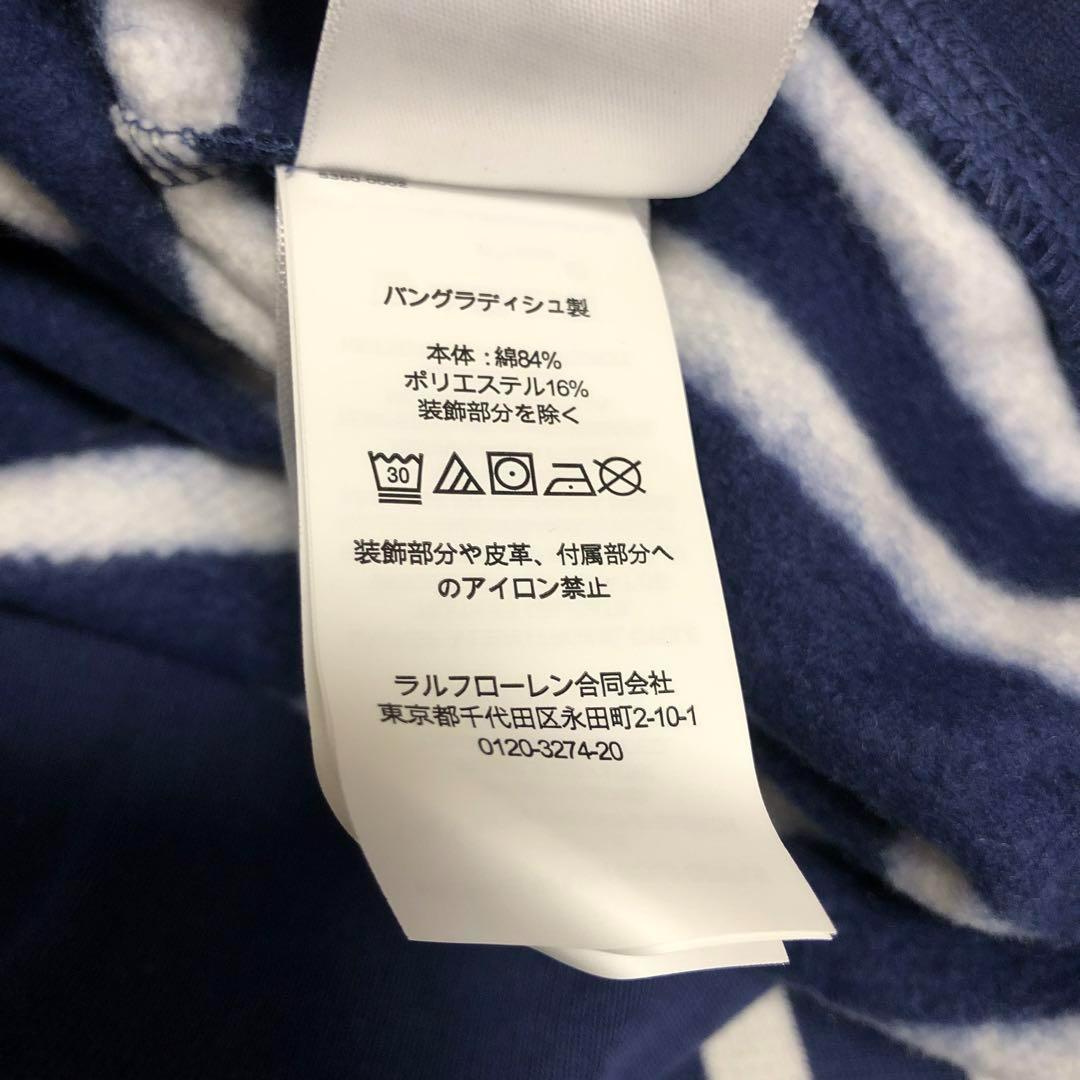 バングラディシュ製
本体：綿84%
ポリエステル16%
装飾部分を除く
30
装飾部分や皮革、付属部分へ
のアイロン禁止
ラルフローレン合同会社
東京都千代田区永田町2-10-1
0120-3274-20